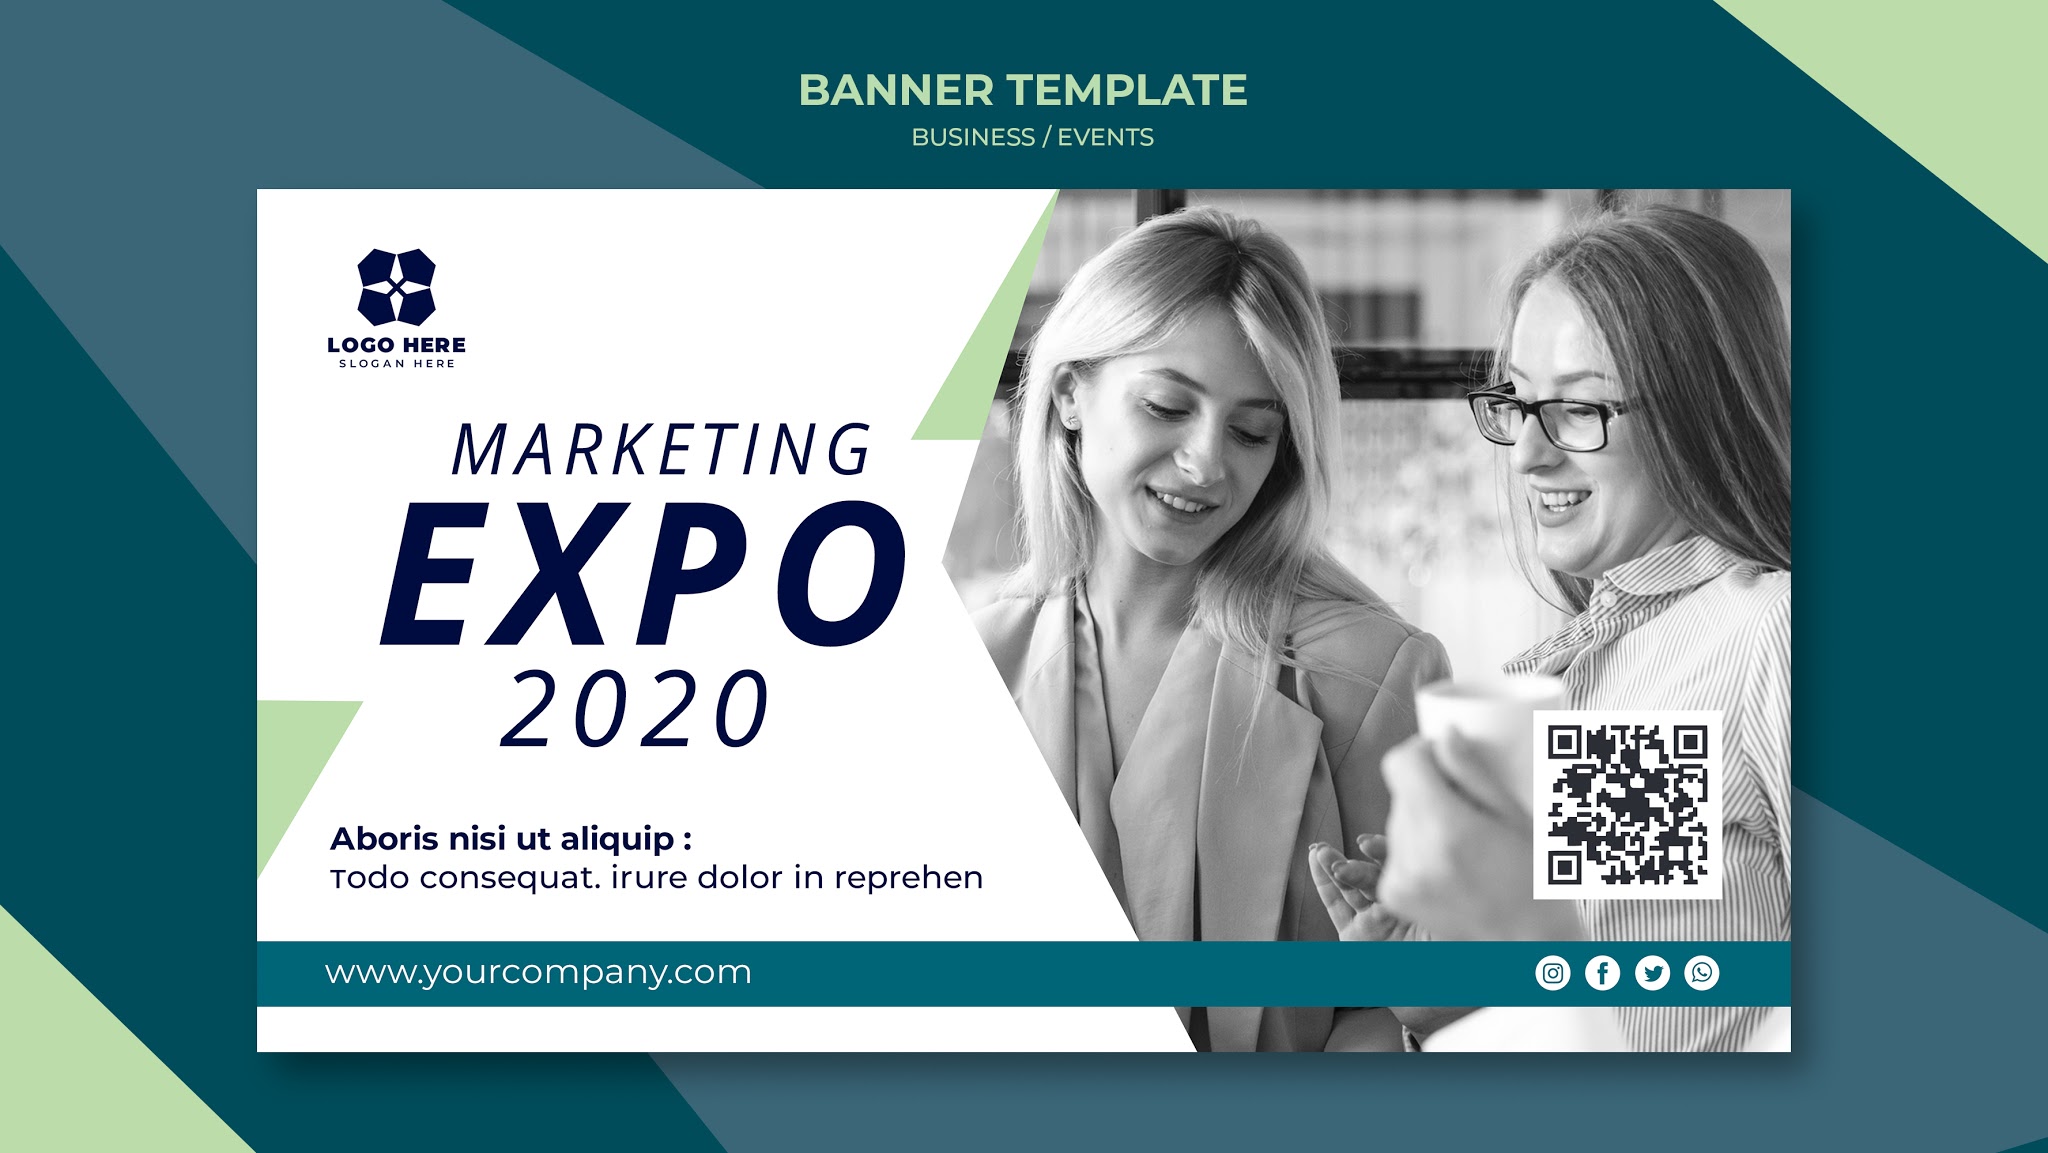 BANNER TEMPLATE
BUSINESS / EVENTS
LOGO HERE
SLOGAN HERE
MARKETING
EXPO
2020
Aboris nisi ut aliquip :
Todo consequat. irure dolor in reprehen
www.yourcompany.com